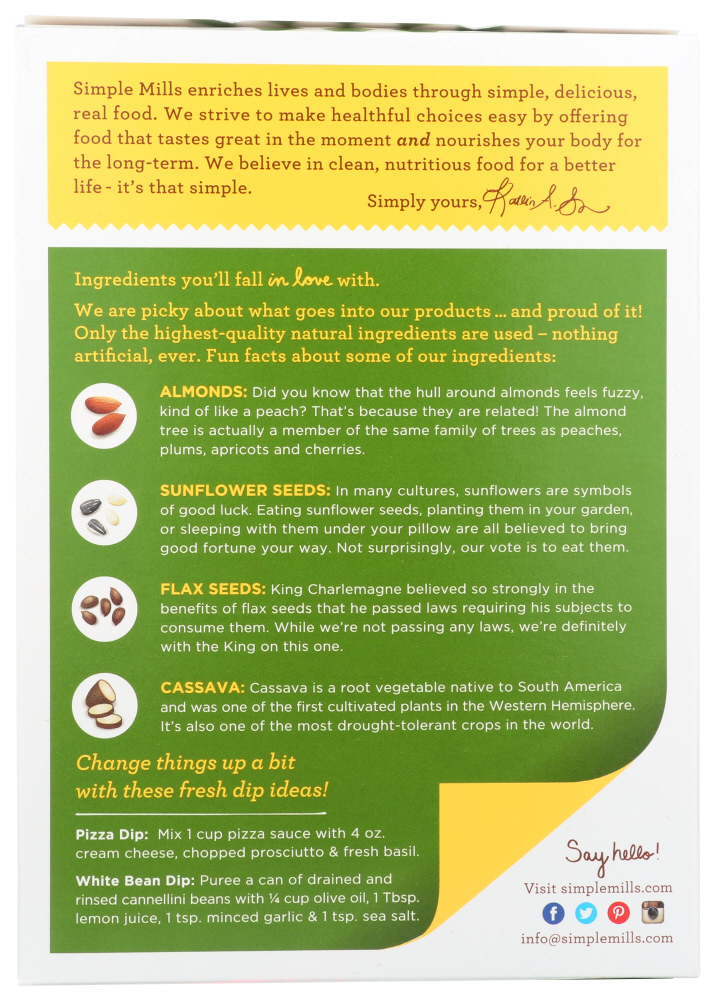 Simple Mills enriches lives and bodies through simple, delicious,
real food. We strive to make healthful choices easy by offering
food that tastes great in the moment and nourishes your body for
the long-term. We believe in clean, nutritious food for a better
life - it's that simple.
Simply yours,
Ingredients you'll fall in love with.
We are picky about what goes into our products ... and proud of it!
Only the highest-quality natural ingredients are used – nothing
artificial, ever. Fun facts about some of our ingredients:
ALMONDS: Did you know that the hull around almonds feels fuzzy,
kind of like a peach? That's because they are related! The almond
tree is actually a member of the same family of trees as peaches,
plums, apricots and cherries.
SUNFLOWER SEEDS: In many cultures, sunflowers are symbols
of good luck. Eating sunflower seeds, planting them in your garden,
or sleeping with them under your pillow are all believed to bring
good fortune your way. Not surprisingly, our vote is to eat them.
FLAX SEEDS: King Charlemagne believed so strongly in the
benefits of flax seeds that he passed laws requiring his subjects to
consume them. While we're not passing any laws, we're definitely
with the King on this one.
CASSAVA: Cassava is a root vegetable native to South America
and was one of the first cultivated plants in the Western Hemisphere.
It's also one of the most drought-tolerant crops in the world.
Change things up a bit
with these fresh dip ideas!
Pizza Dip: Mix 1 cup pizza sauce with 4 oz.
cream cheese, chopped prosciutto & fresh basil.
White Bean Dip: Puree a can of drained and
rinsed cannellini beans with ¼ cup olive oil, 1 Tbsp.
lemon juice, 1 tsp. minced garlic & 1 tsp. sea salt.
Say hello!
Visit simplemills.com
info@simplemills.com